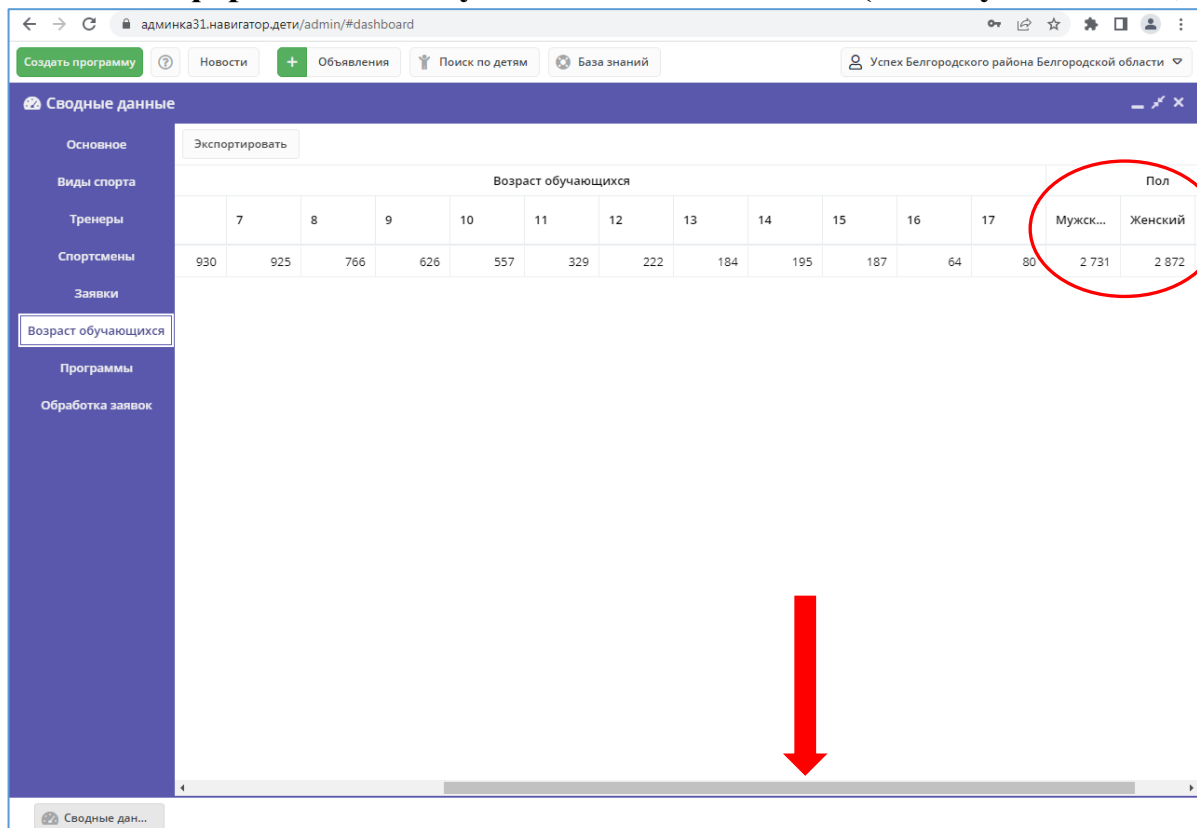 админка31.навигатор.дети/admin/#dashboard
Создать программу ? Новости + Объявления Поиск по детям База знаний Успех Белгородского района Белгородской области
Сводные данные
Основное
Экспортировать
Виды спорта
Возраст обучающихся Пол
Тренеры
7 8 9 10 11 12 13 14 15 16 17 Мужск... Женский
Спортсмены
930 925 766 626 557 329 222 184 195 187 64 80 2 731 2 872
Заявки
Возраст обучающихся
Программы
Обработка заявок
Сводные дан...